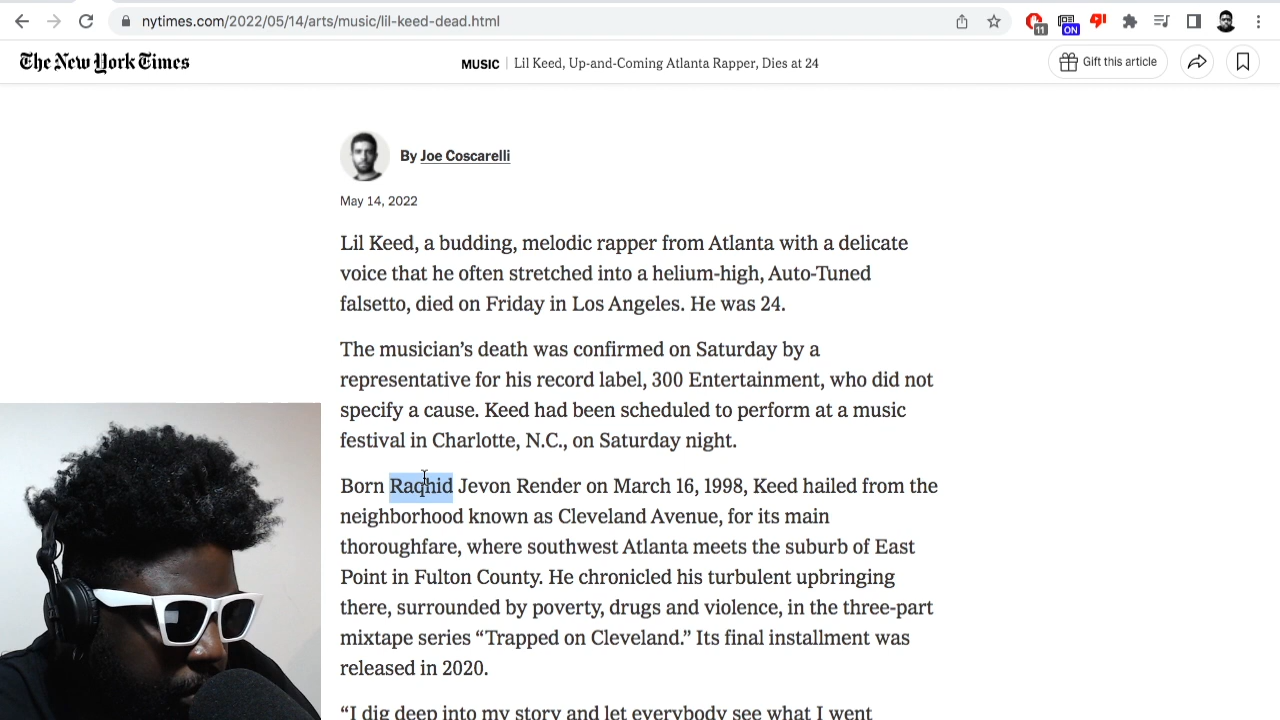 nytimes.com/2022/05/14/arts/music/lil-keed-dead.html
11
ON
The New York Times
MUSIC | Lil Keed, Up-and-Coming Atlanta Rapper, Dies at 24
Gift this article
By Joe Coscarelli
May 14, 2022
Lil Keed, a budding, melodic rapper from Atlanta with a delicate
voice that he often stretched into a helium-high, Auto-Tuned
falsetto, died on Friday in Los Angeles. He was 24.
The musician’s death was confirmed on Saturday by a
representative for his record label, 300 Entertainment, who did not
specify a cause. Keed had been scheduled to perform at a music
festival in Charlotte, N.C., on Saturday night.
Born Raqhid Jevon Render on March 16, 1998, Keed hailed from the
neighborhood known as Cleveland Avenue, for its main
thoroughfare, where southwest Atlanta meets the suburb of East
Point in Fulton County. He chronicled his turbulent upbringing
there, surrounded by poverty, drugs and violence, in the three-part
mixtape series “Trapped on Cleveland.” Its final installment was
released in 2020.
“I dig deep into my story and let everybody see what I went